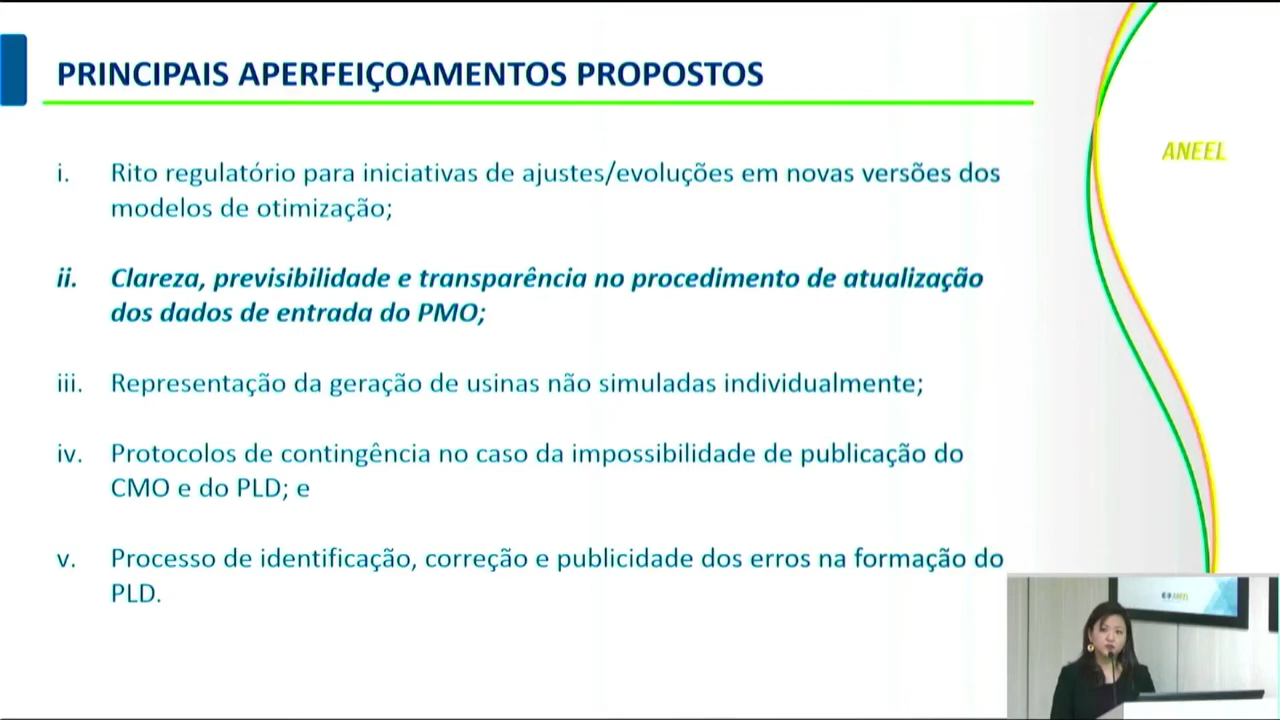 PRINCIPAIS APERFEIÇOAMENTOS PROPOSTOS
ANEEL
i. Rito regulatório para iniciativas de ajustes/evoluções em novas versões dos
modelos de otimização;
ii. Clareza, previsibilidade e transparência no procedimento de atualização
dos dados de entrada do PMO;
iii. Representação da geração de usinas não simuladas individualmente;
iv. Protocolos de contingência no caso da impossibilidade de publicação do
CMO e do PLD; e
v. Processo de identificação, correção e publicidade dos erros na formação do
PLD.
ANEEL